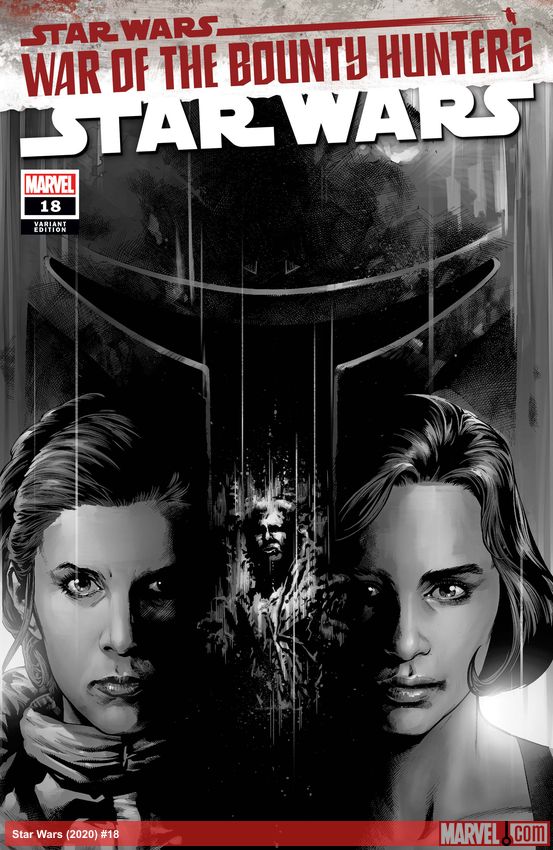 STAR WARS
WAR OF THE BOUNTY HUNTERS
STAR WARS
MARVEL
18
VARIANT
EDITION
Star Wars (2020) #18
MARVEL.com